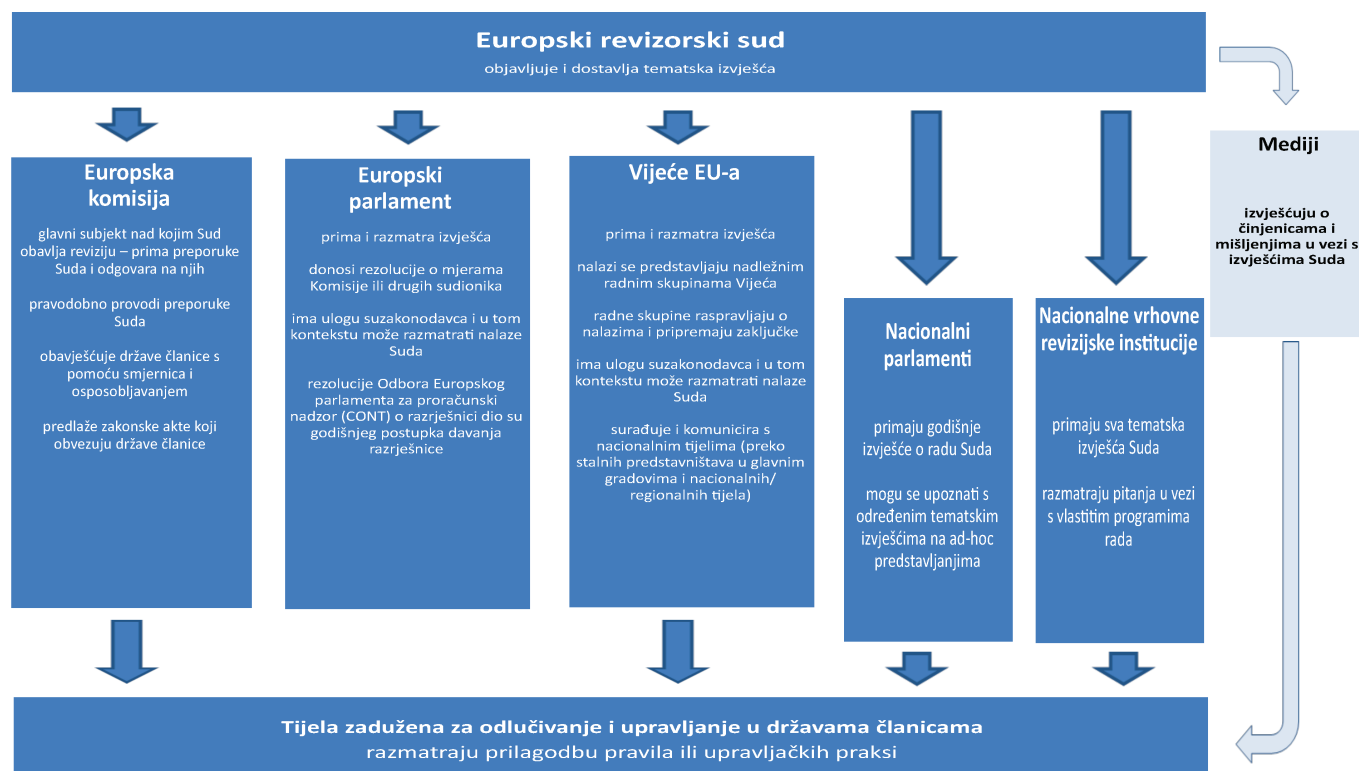 Europski revizorski sud
objavljuje i dostavlja tematska izvješća
Europska
komisija
glavni subjekt nad kojim Sud
obavlja reviziju – prima preporuke
Suda i odgovara na njih
pravodobno provodi preporuke
Suda
obavješćuje države članice s
pomoću smjernica i
osposobljavanjem
predlaže zakonske akte koji
obvezuju države članice
Europski
parlament
prima i razmatra izvješća
donosi rezolucije o mjerama
Komisije ili drugih sudionika
ima ulogu suzakonodavca i u tom
kontekstu može razmatrati nalaze
Suda
rezolucije Odbora Europskog
parlamenta za proračunski
nadzor (CONT) o razrješnici dio su
godišnjeg postupka davanja
razrješnice
Vijeće EU-a
prima i razmatra izvješća
nalazi se predstavljaju nadležnim
radnim skupinama Vijeća
radne skupine raspravljaju o
nalazima i pripremaju zaključke
ima ulogu suzakonodavca i u tom
kontekstu može razmatrati nalaze
Suda
surađuje i komunicira s
nacionalnim tijelima (preko
stalnih predstavništava u glavnim
gradovima i nacionalnih/
regionalnih tijela)
Nacionalni
parlamenti
primaju godišnje
izvješće o radu Suda
mogu se upoznati s
određenim tematskim
izvješćima na ad-hoc
predstavljanjima
Nacionalne vrhovne
revizijske institucije
primaju sva tematska
izvješća Suda
razmatraju pitanja u vezi
s vlastitim programima
rada
Mediji
izvješćuju o
činjenicama i
mišljenjima u vezi s
izvješćima Suda
Tijela zadužena za odlučivanje i upravljanje u državama članicama
razmatraju prilagodbu pravila ili upravljačkih praksi